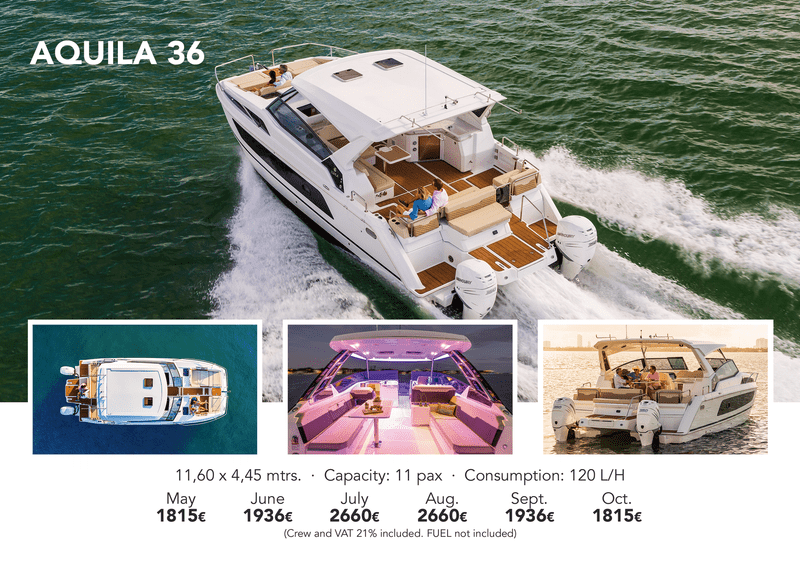 AQUILA 36
11,60 x 4,45 mtrs. · Capacity: 11 pax · Consumption: 120 L/H
May June July Aug. Sept. Oct.
1815€ 1936€ 2660€ 2660€ 1936€ 1815€
(Crew and VAT 21% included. FUEL not included)